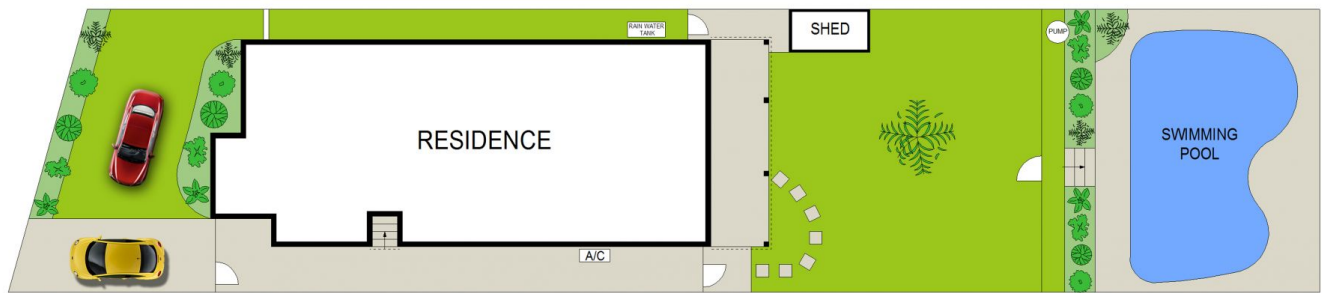 RAIN WATER
TANK
SHED
PUMP
RESIDENCE
SWIMMING
POOL
A/C